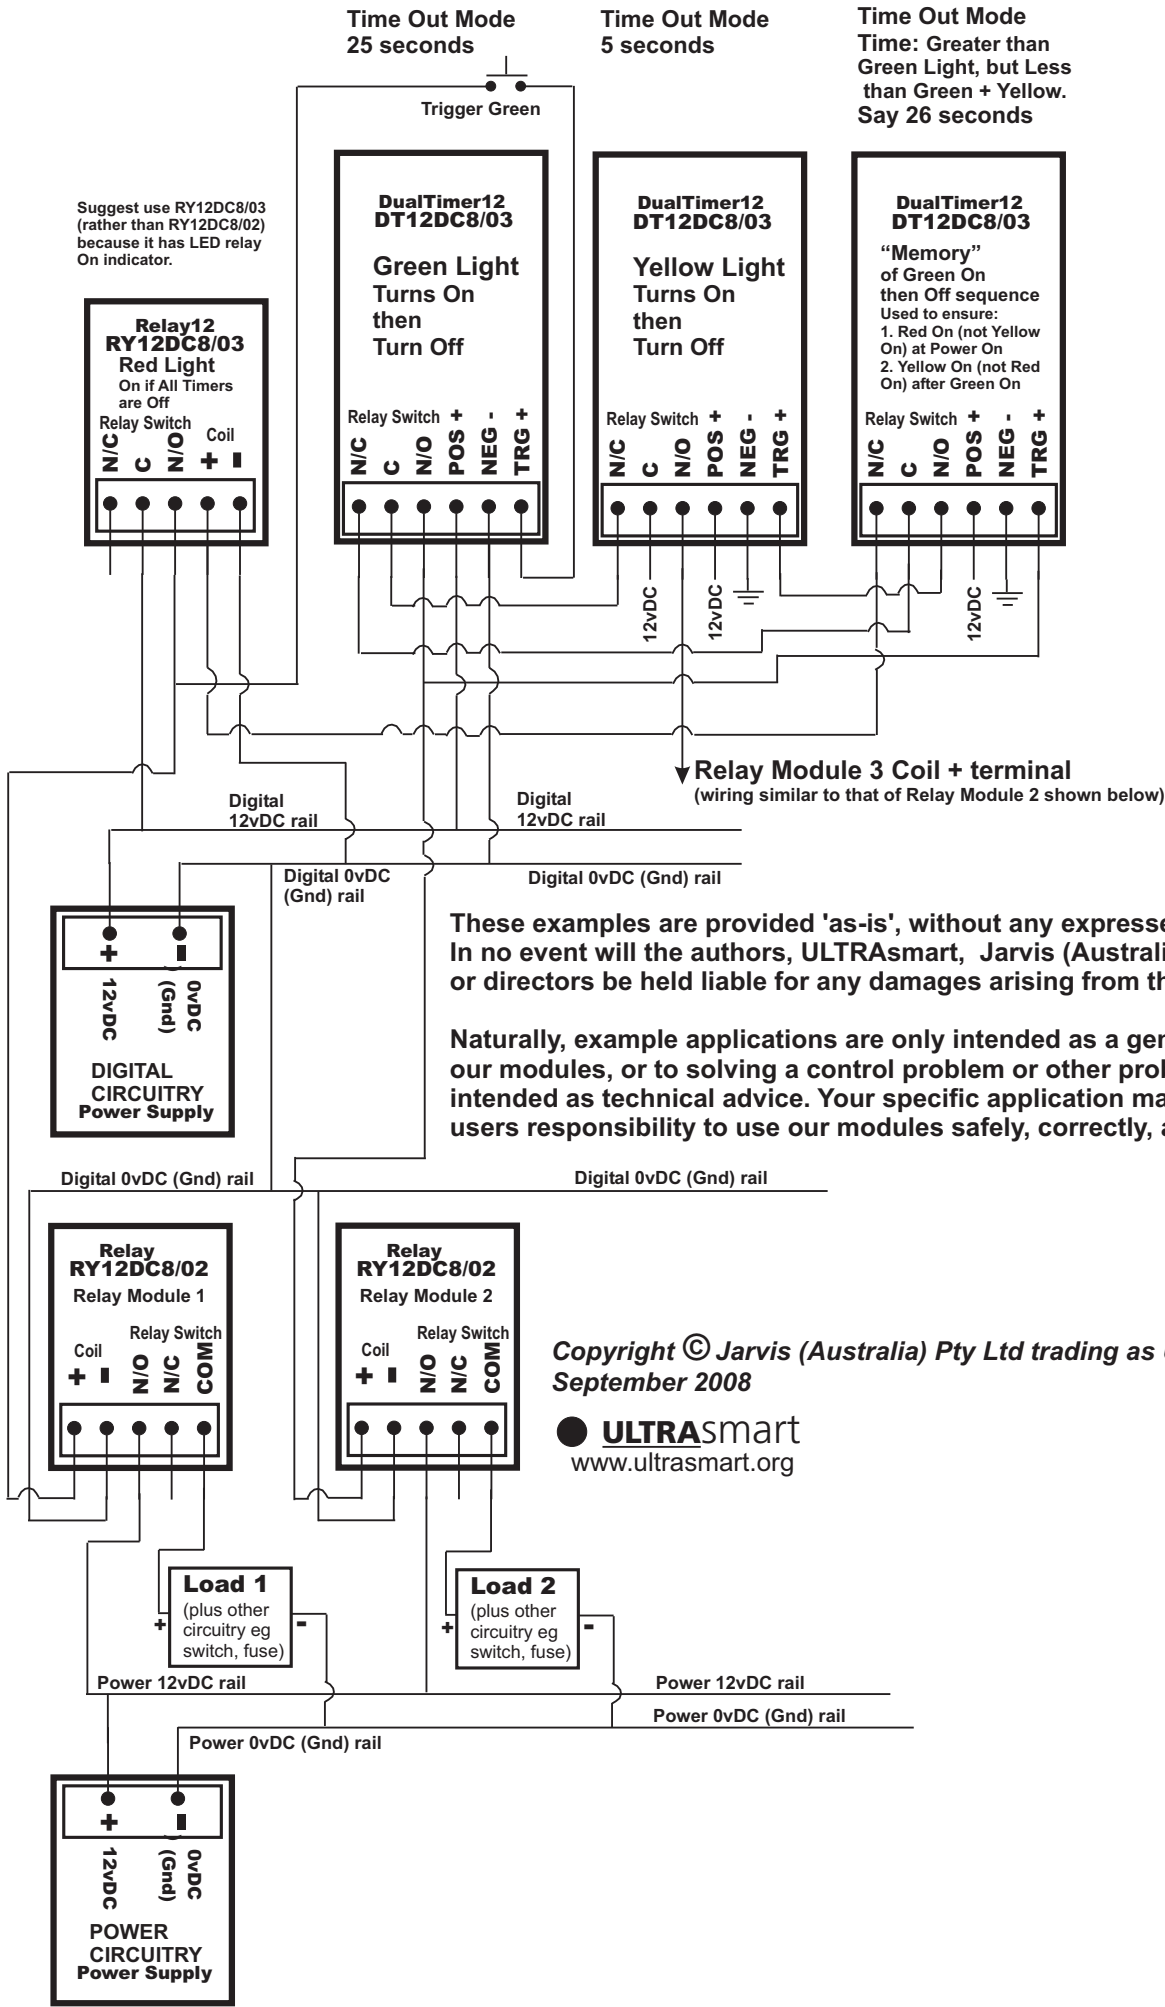 Time Out Mode
25 seconds
Time Out Mode
5 seconds
Time Out Mode
Time: Greater than
Green Light, but Less
than Green + Yellow.
Say 26 seconds
Trigger Green
Suggest use RY12DC8/03
(rather than RY12DC8/02)
because it has LED relay
On indicator.
Relay12
RY12DC8/03
Red Light
On if All Timers
are Off
Relay Switch
Coil
N/C
C
N/O
+
-
DualTimer12
DT12DC8/03
Green Light
Turns On
then
Turn Off
Relay Switch
N/C
C
N/O
POS +
NEG -
TRG +
DualTimer12
DT12DC8/03
Yellow Light
Turns On
then
Turn Off
Relay Switch
N/C
C
N/O
POS +
NEG -
TRG +
DualTimer12
DT12DC8/03
“Memory”
of Green On
then Off sequence
Used to ensure:
1. Red On (not Yellow
On) at Power On
2. Yellow On (not Red
On) after Green On
Relay Switch
N/C
C
N/O
POS +
NEG -
TRG +
12vDC
12vDC
12vDC
Relay Module 3 Coil + terminal
(wiring similar to that of Relay Module 2 shown below)
Digital
12vDC rail
Digital
12vDC rail
Digital 0vDC
(Gnd) rail
Digital 0vDC (Gnd) rail
+
-
12vDC
0vDC
(Gnd)
DIGITAL
CIRCUITRY
Power Supply
These examples are provided 'as-is', without any expresse
In no event will the authors, ULTRAsmart, Jarvis (Australi
or directors be held liable for any damages arising from th
Naturally, example applications are only intended as a gen
our modules, or to solving a control problem or other prob
intended as technical advice. Your specific application ma
users responsibility to use our modules safely, correctly, a
Digital 0vDC (Gnd) rail
Digital 0vDC (Gnd) rail
Relay
RY12DC8/02
Relay Module 1
Relay Switch
Coil
+
-
N/O
N/C
COM
Relay
RY12DC8/02
Relay Module 2
Relay Switch
Coil
+
-
N/O
N/C
COM
Copyright © Jarvis (Australia) Pty Ltd trading as
September 2008
ULTRAsmart
www.ultrasmart.org
Load 1
(plus other
circuitry eg
switch, fuse)
+
-
Load 2
(plus other
circuitry eg
switch, fuse)
+
-
Power 12vDC rail
Power 12vDC rail
Power 0vDC (Gnd) rail
Power 0vDC (Gnd) rail
+
-
12vDC
0vDC
(Gnd)
POWER
CIRCUITRY
Power Supply